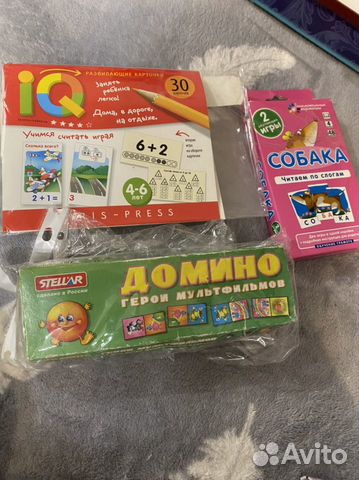 iQ
РАЗВИВАЮЩИЕ КАРТОЧКИ
Занять
ребёнка
легко!
Дома, в дороге,
на отдыхе.
30
карточек
Учимся считать играя
Сколько всего?
2+1=
3
6+2
4-6
лет
IS-PRESS
2
игры
СОБАКА
Читаем по слогам
СО БА КА
STELLAR
СДЕЛАНО В РОССИИ
ДОМИНО
ГЕРОИ МУЛЬТФИЛЬМОВ
Avito